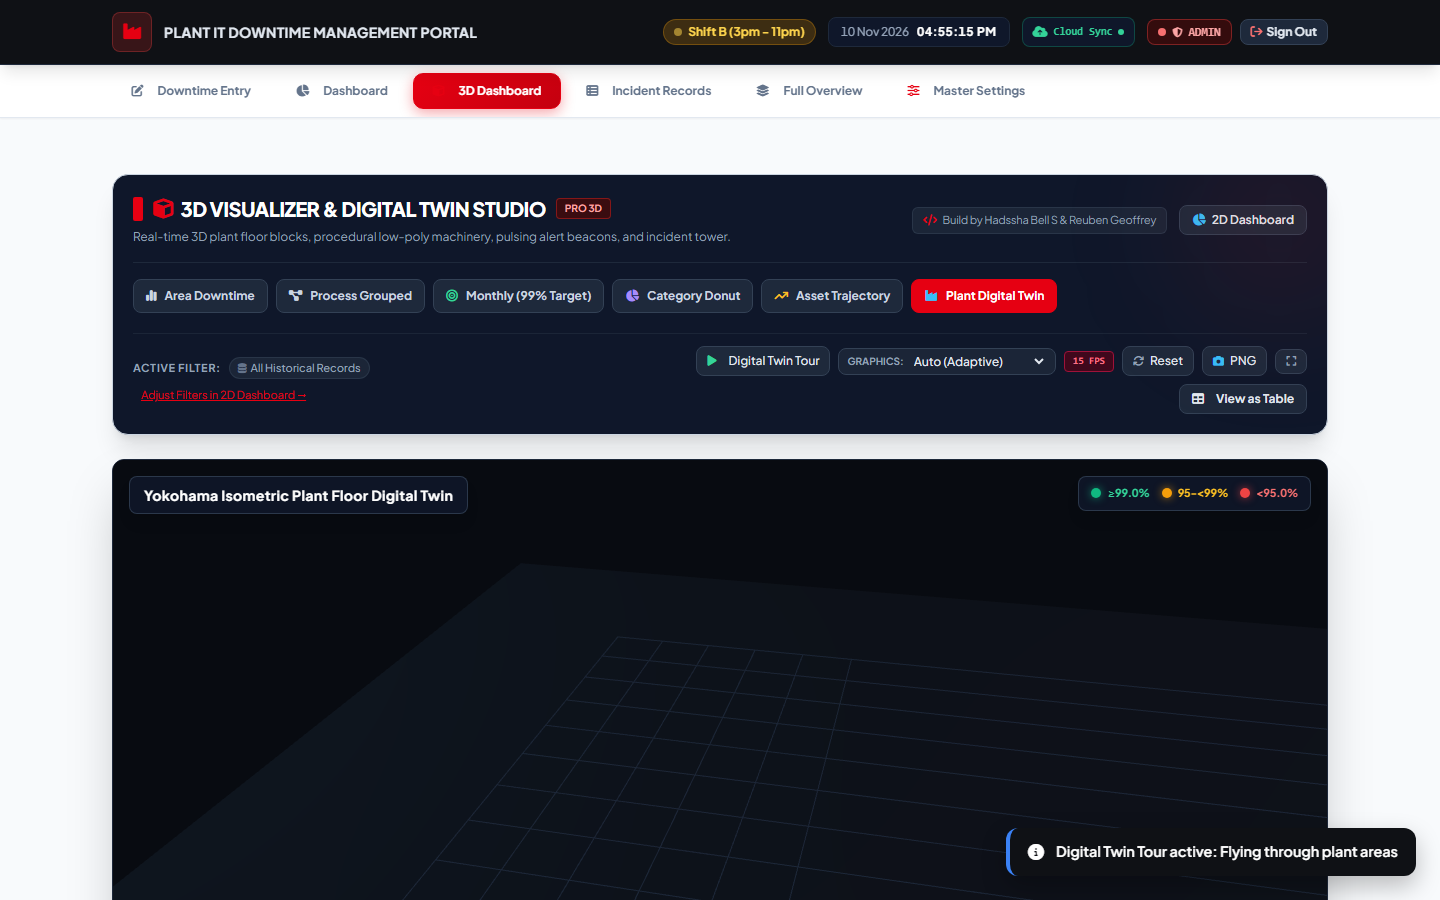 PLANT IT DOWNTIME MANAGEMENT PORTAL
Shift B (3pm - 11pm)
10 Nov 2026 04:55:15 PM
Cloud Sync
ADMIN
Sign Out
Downtime Entry
Dashboard
3D Dashboard
Incident Records
Full Overview
Master Settings
3D VISUALIZER & DIGITAL TWIN STUDIO
PRO 3D
Real-time 3D plant floor blocks, procedural low-poly machinery, pulsing alert beacons, and incident tower.
Build by Hadssha Bell S & Reuben Geoffrey
2D Dashboard
Area Downtime
Process Grouped
Monthly (99% Target)
Category Donut
Asset Trajectory
Plant Digital Twin
ACTIVE FILTER:
All Historical Records
Adjust Filters in 2D Dashboard →
Digital Twin Tour
GRAPHICS: Auto (Adaptive)
15 FPS
Reset
PNG
View as Table
Yokohama Isometric Plant Floor Digital Twin
≥99.0%
95-<99%
<95.0%
Digital Twin Tour active: Flying through plant areas